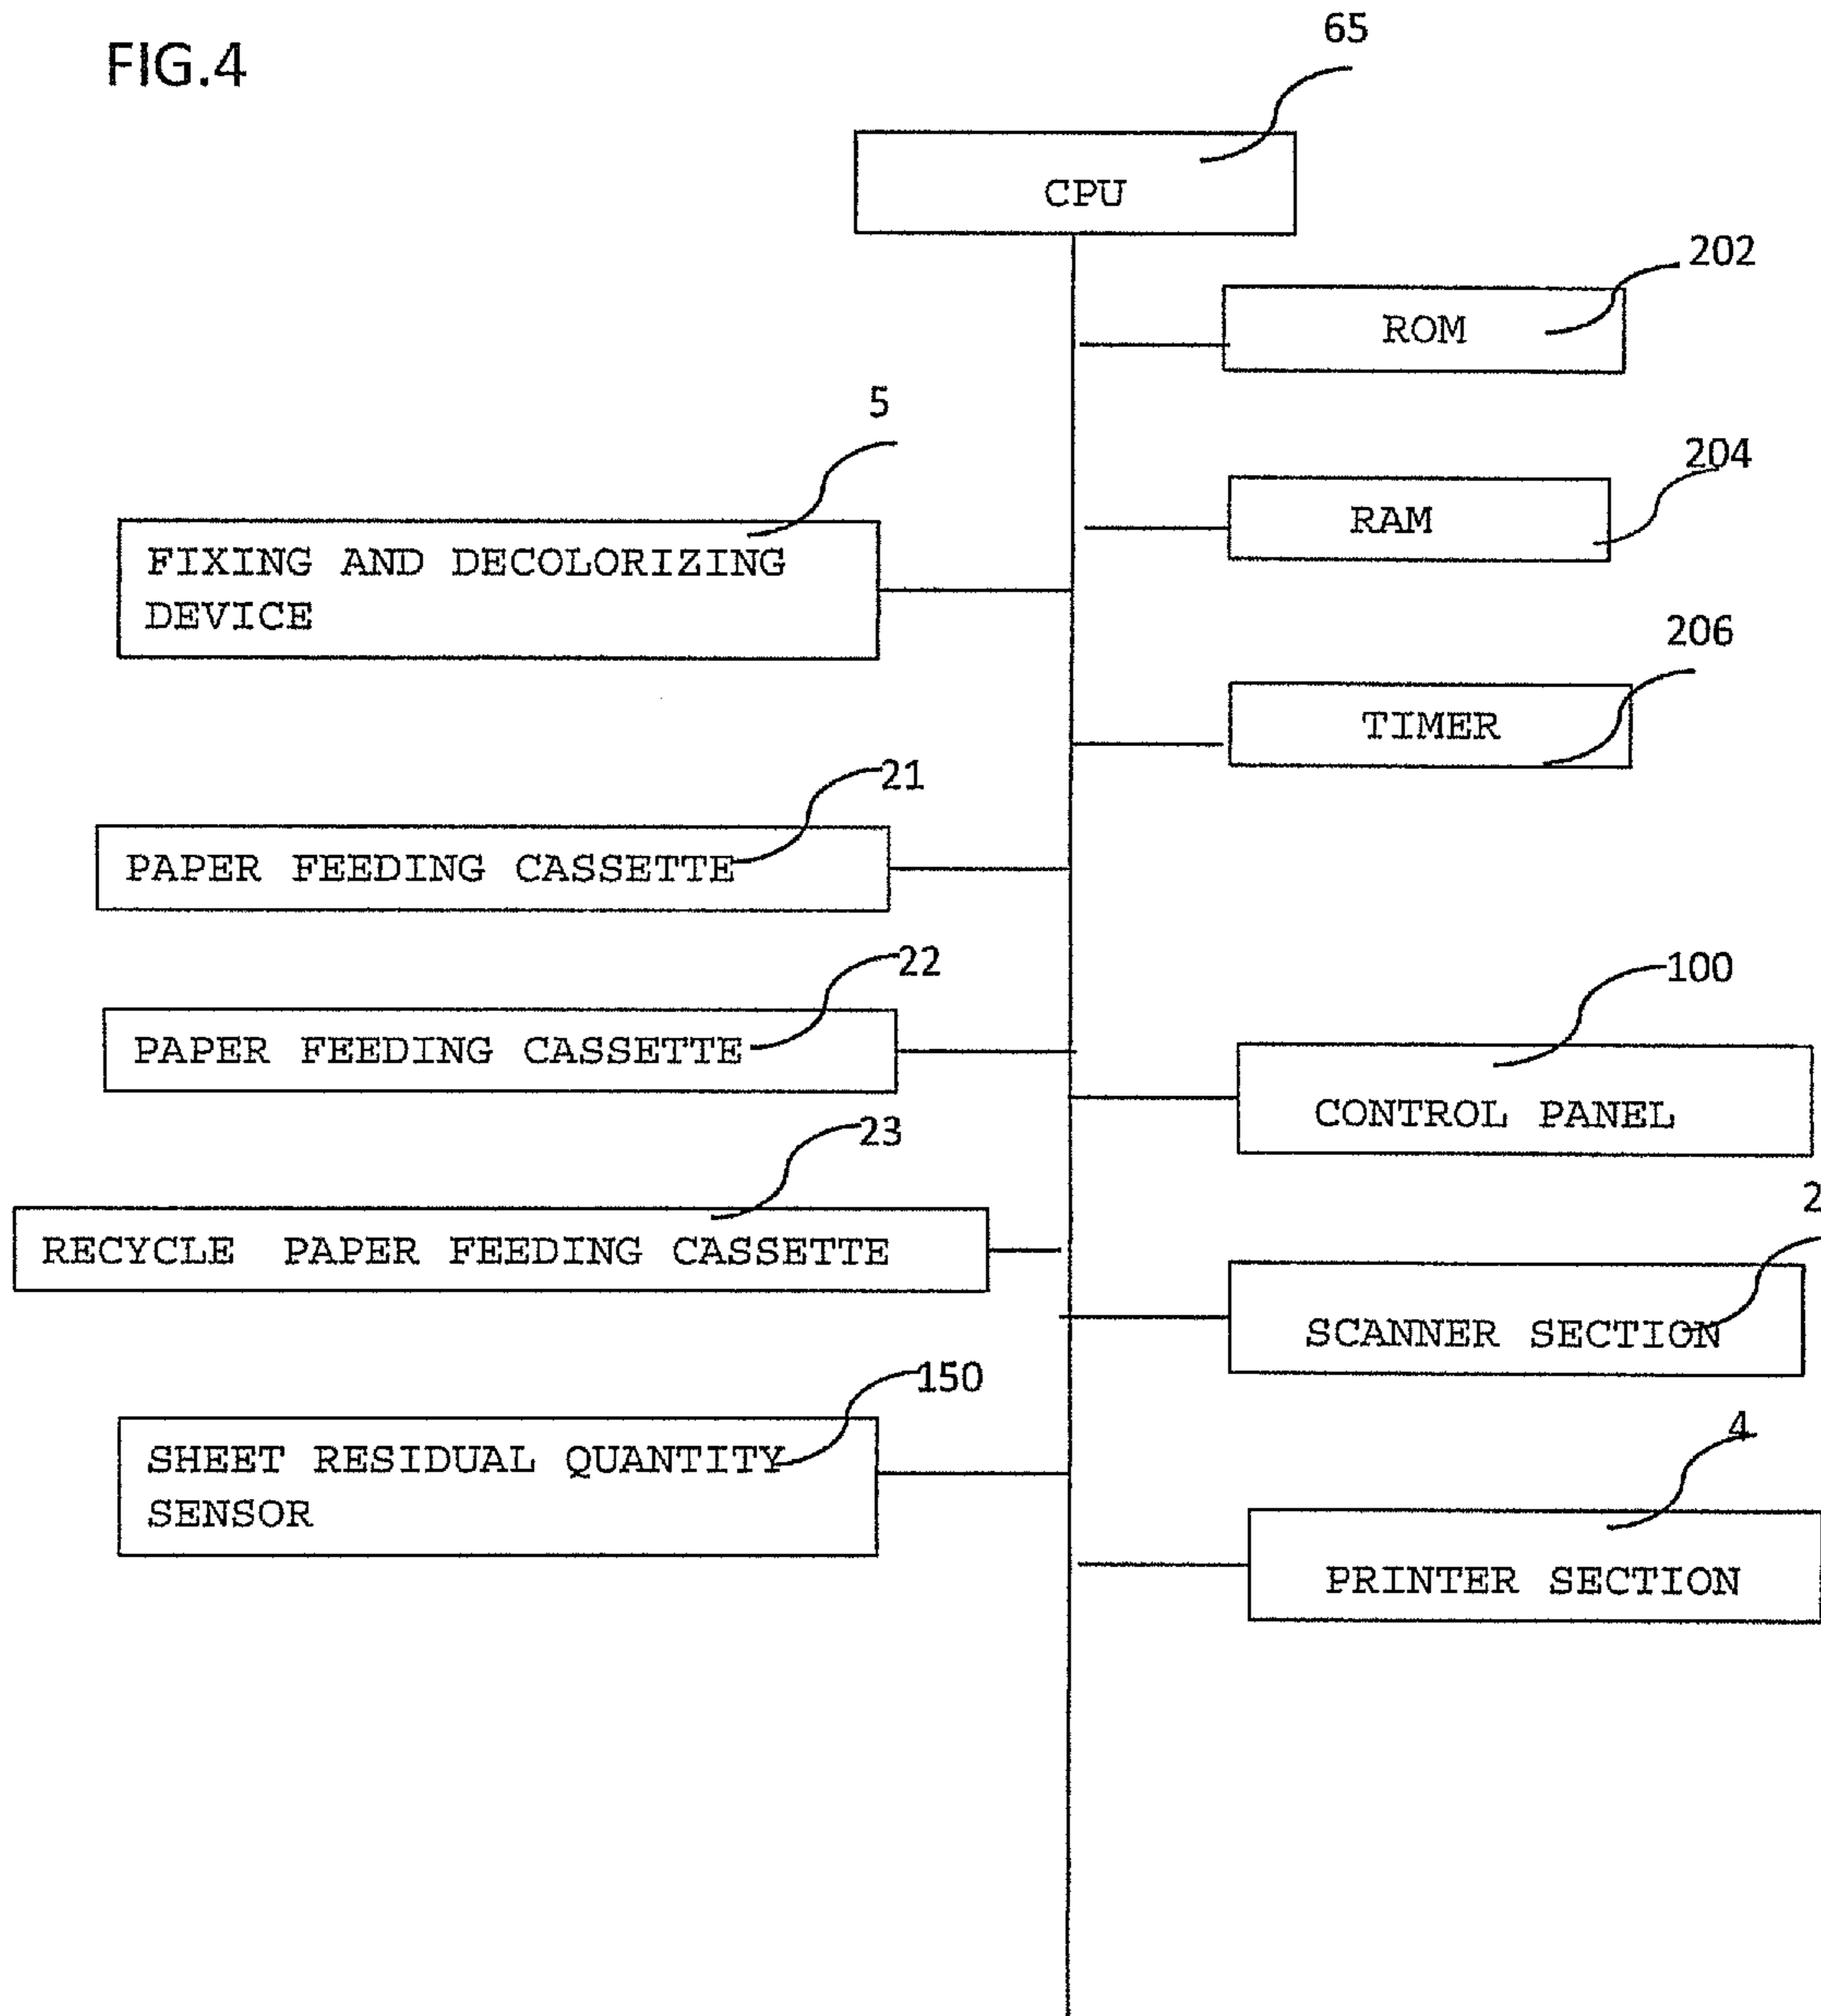 FIG.4
65
CPU
202
ROM
204
RAM
5
FIXING AND DECOLORIZING
DEVICE
206
TIMER
21
PAPER FEEDING CASSETTE
22
PAPER FEEDING CASSETTE
100
CONTROL PANEL
23
RECYCLE PAPER FEEDING CASSETTE
2
SCANNER SECTION
150
SHEET RESIDUAL QUANTITY
SENSOR
4
PRINTER SECTION